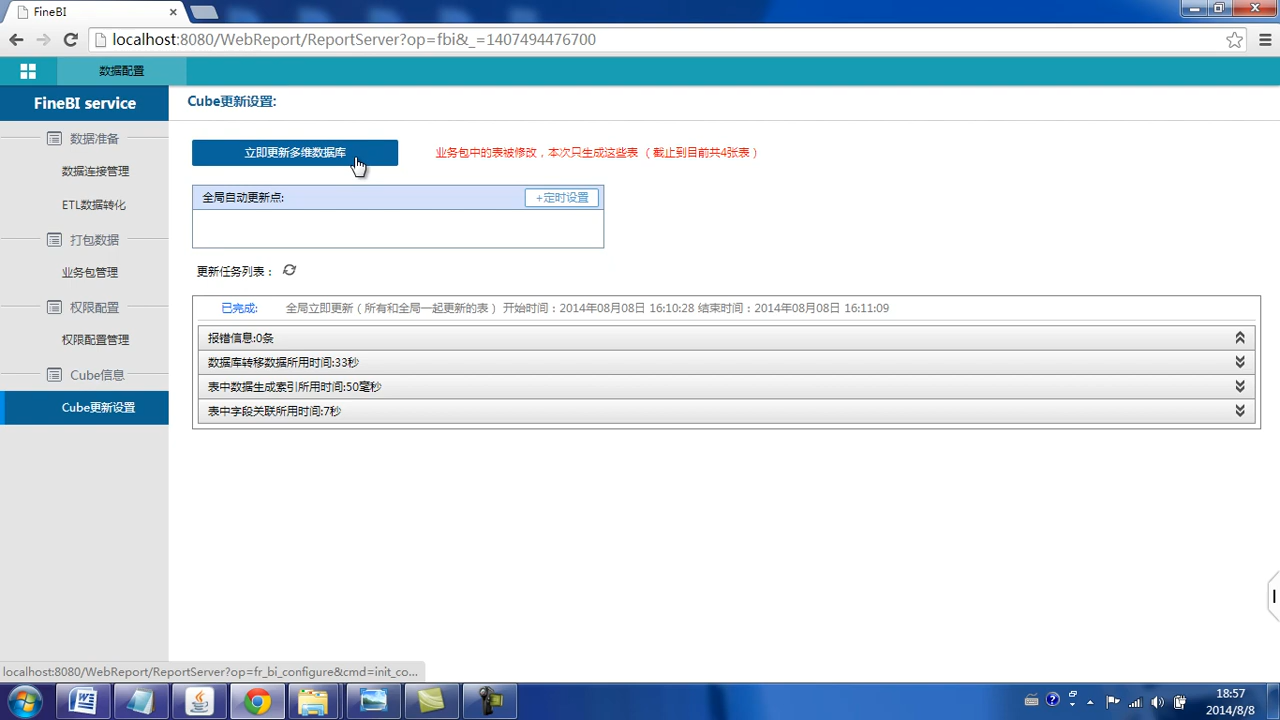 FineBI
localhost:8080/WebReport/ReportServer?op=fbi&_=1407494476700
数据配置
FineBI service
数据准备
数据连接管理
ETL数据转化
打包数据
业务包管理
权限配置
权限配置管理
Cube信息
Cube更新设置
Cube更新设置:
立即更新多维数据库
业务包中的表被修改，本次只生成这些表（截止到目前共4张表）
全局自动更新点:
+定时设置
更新任务列表：
已完成: 全局立即更新（所有和全局一起更新的表） 开始时间：2014年08月08日 16:10:28 结束时间：2014年08月08日 16:11:09
报错信息:0条
数据库转移数据所用时间:33秒
表中数据生成索引所用时间:50毫秒
表中字段关联所用时间:7秒
localhost:8080/WebReport/ReportServer?op=fr_bi_configure&cmd=init_co...
18:57
2014/8/8